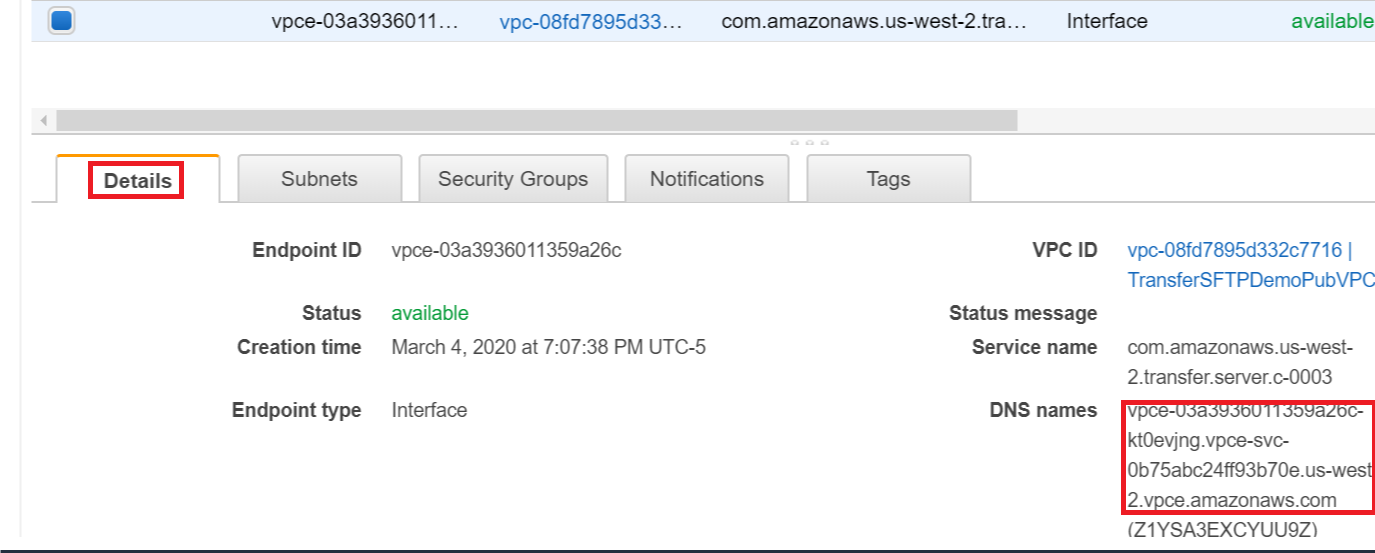 vpce-03a3936011… vpc-08fd7895d33… com.amazonaws.us-west-2.tra… Interface available
Details Subnets Security Groups Notifications Tags
Endpoint ID vpce-03a3936011359a26c VPC ID vpc-08fd7895d332c7716 |
TransferSFTPDemoPubVPC
Status available Status message
Creation time March 4, 2020 at 7:07:38 PM UTC-5 Service name com.amazonaws.us-west-
2.transfer.server.c-0003
Endpoint type Interface DNS names vpce-03a3936011359a26c-
kt0evjng.vpce-svc-
0b75abc24ff93b70e.us-west
2.vpce.amazonaws.com
(Z1YSA3EXCYUU9Z)